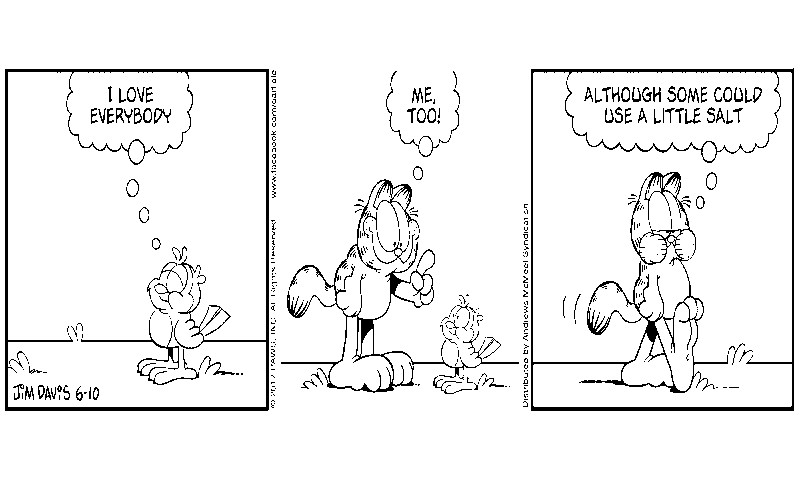 I LOVE
EVERYBODY
JIM DAVIS 6-10
ME,
TOO!
ALTHOUGH SOME COULD
USE A LITTLE SALT
Distributed by Andrews McMeel Syndication